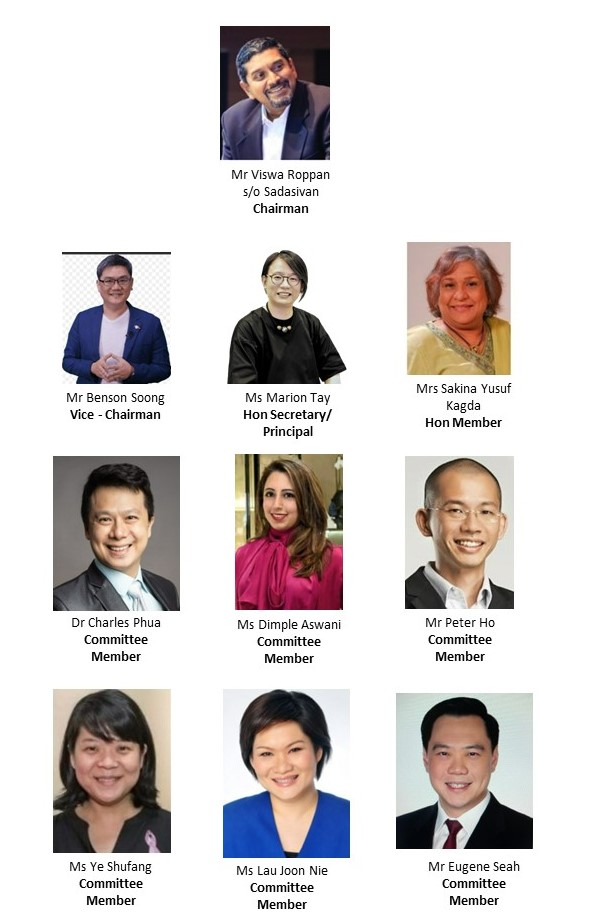 Mr Viswa Roppan
s/o Sadasivan
Chairman
Mr Benson Soong
Vice - Chairman
Ms Marion Tay
Hon Secretary/
Principal
Mrs Sakina Yusuf
Kagda
Hon Member
Dr Charles Phua
Committee
Member
Ms Dimple Aswani
Committee
Member
Mr Peter Ho
Committee
Member
Ms Ye Shufang
Committee
Member
Ms Lau Joon Nie
Committee
Member
Mr Eugene Seah
Committee
Member